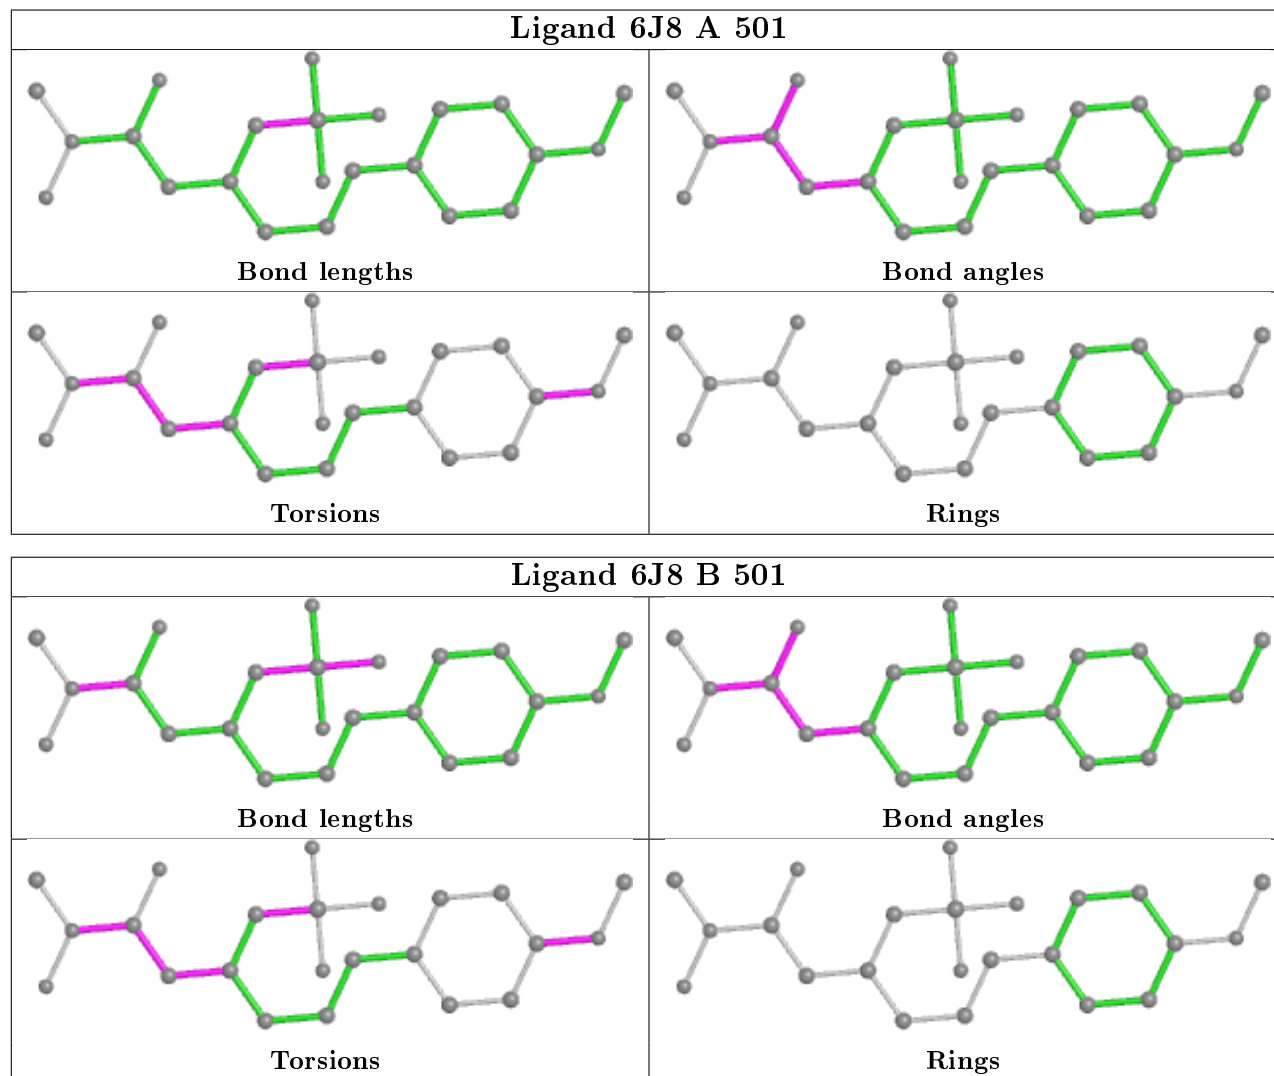 Ligand 6J8 A 501
Bond lengths
Bond angles
Torsions
Rings
Ligand 6J8 B 501
Bond lengths
Bond angles
Torsions
Rings